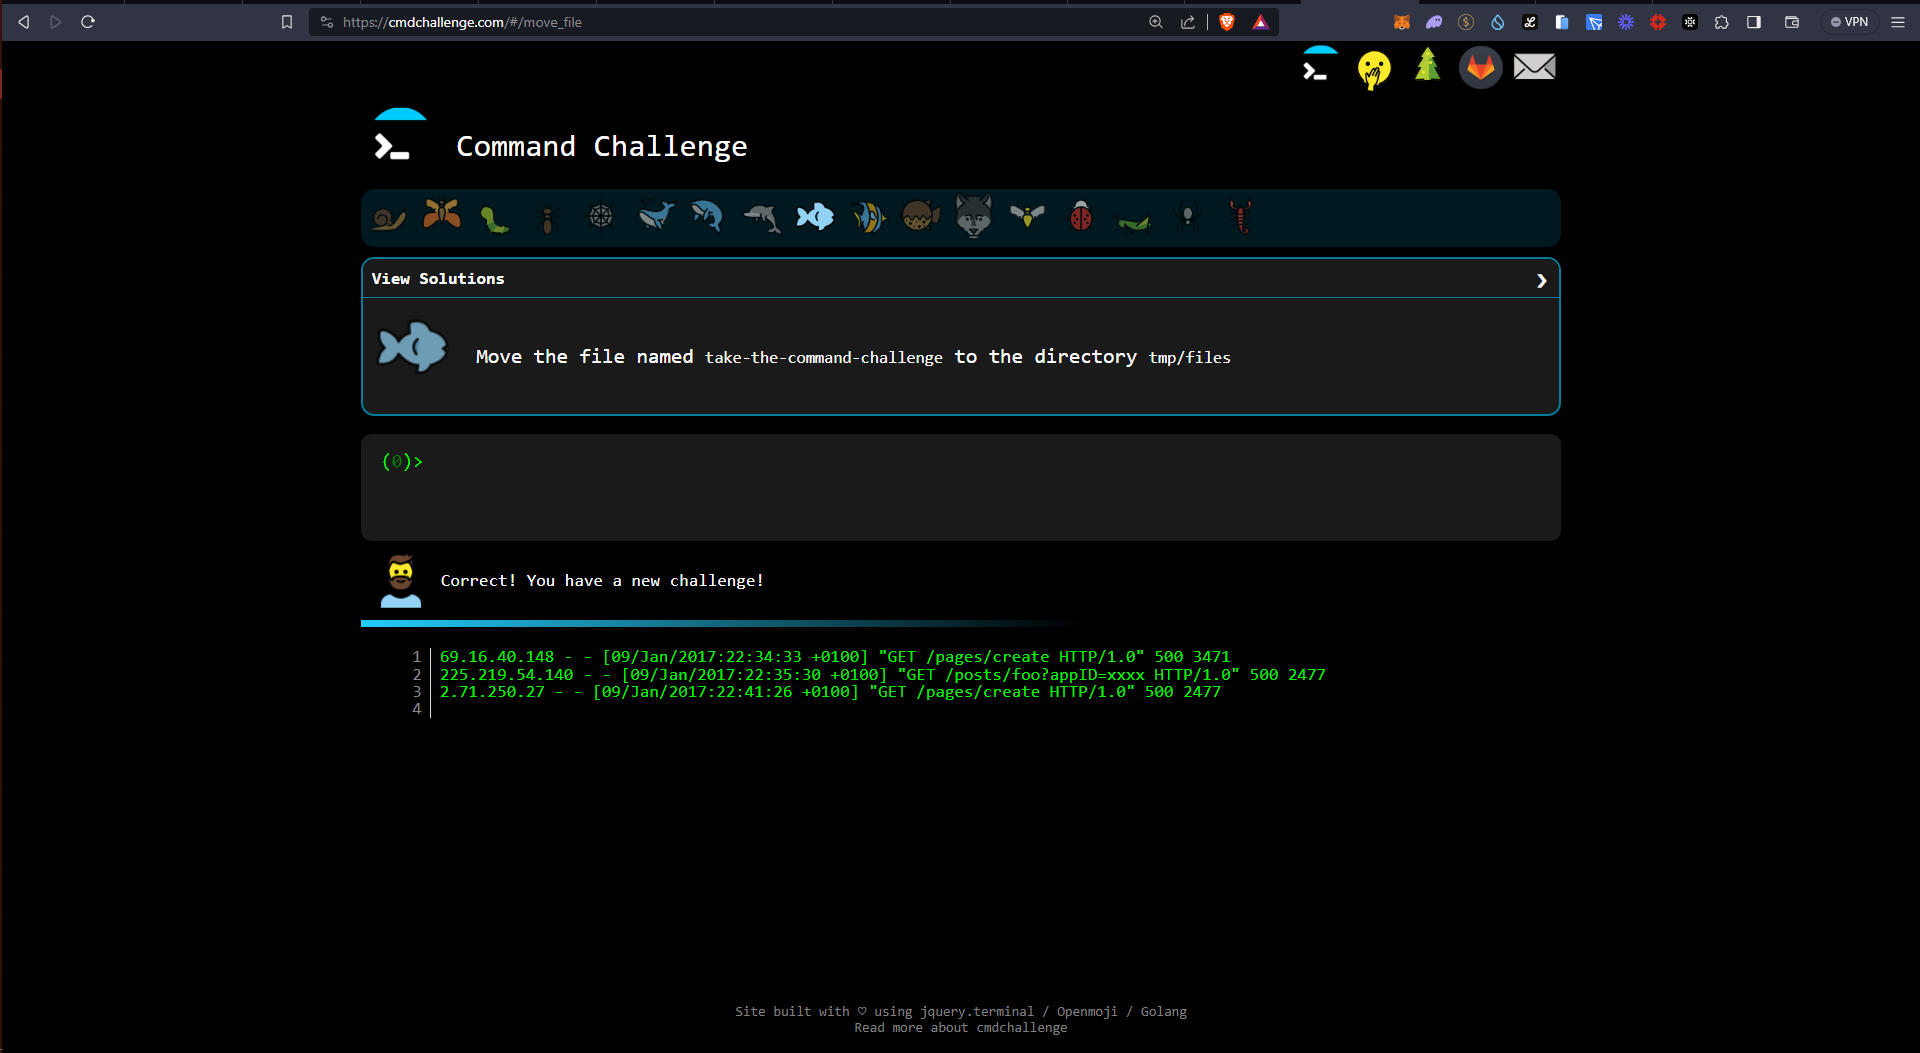 https://cmdchallenge.com/#/move_file
VPN
Command Challenge
View Solutions
Move the file named take-the-command-challenge to the directory tmp/files
(0)>
Correct! You have a new challenge!
1 69.16.40.148 - - [09/Jan/2017:22:34:33 +0100] "GET /pages/create HTTP/1.0" 500 3471
2 225.219.54.140 - - [09/Jan/2017:22:35:30 +0100] "GET /posts/foo?appID=xxxx HTTP/1.0" 500 2477
3 2.71.250.27 - - [09/Jan/2017:22:41:26 +0100] "GET /pages/create HTTP/1.0" 500 2477
4
Site built with ♡ using jquery.terminal / Openmoji / Golang
Read more about cmdchallenge